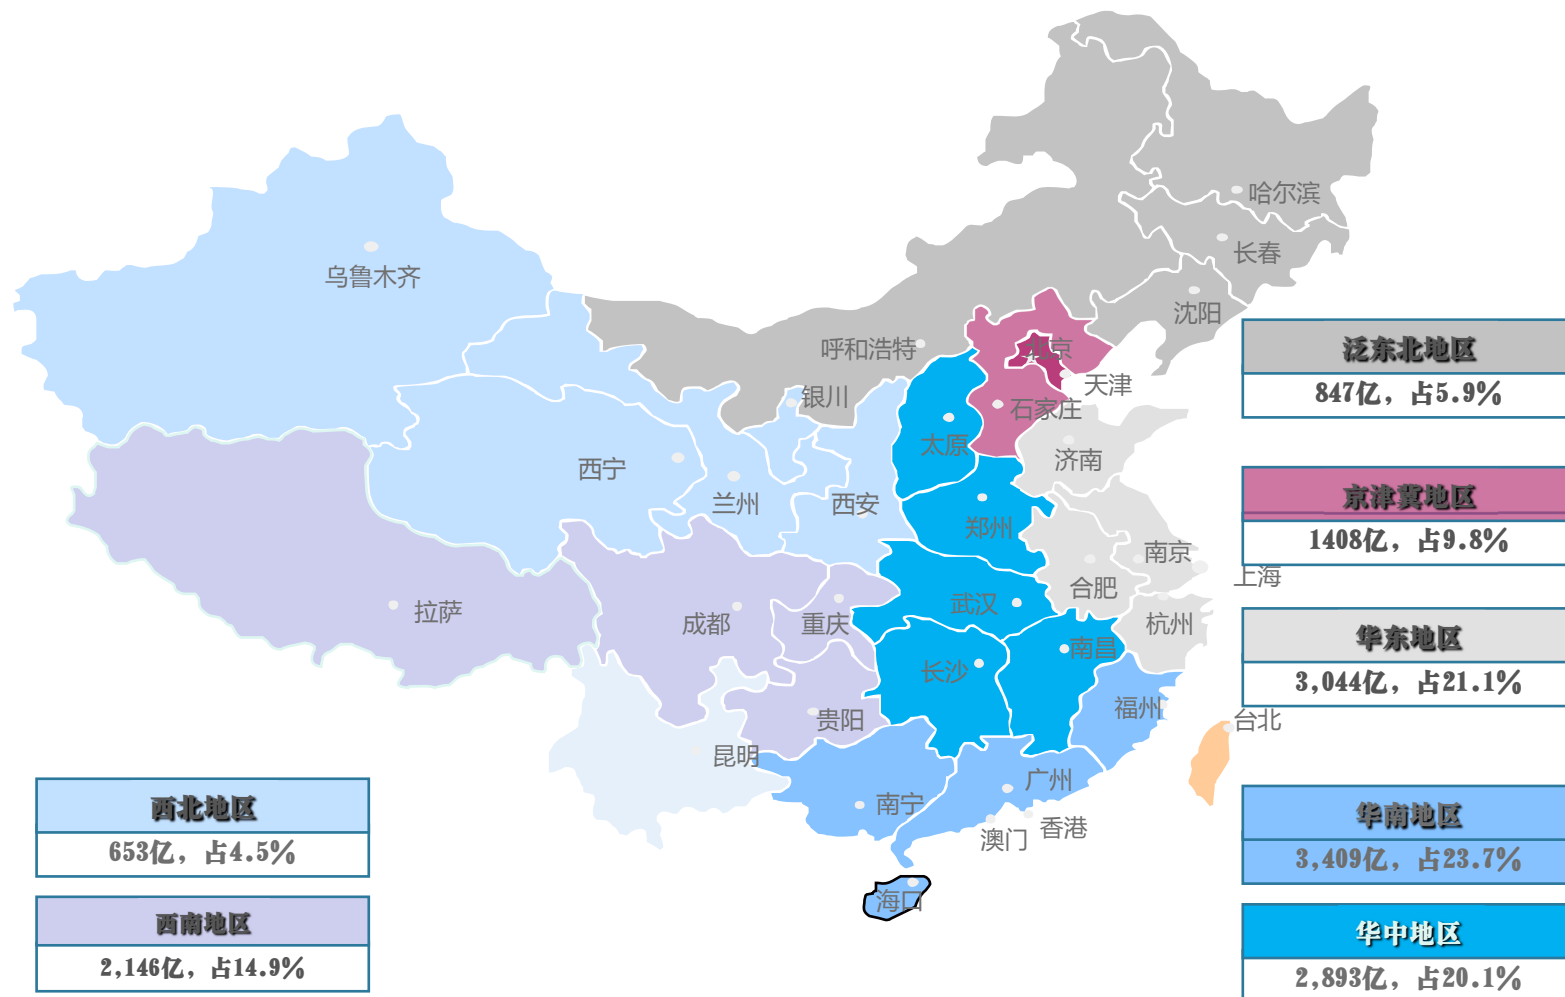 哈尔滨
长春
乌鲁木齐
沈阳
呼和浩特
北京
泛东北地区
847亿，占5.9%
天津
银川
石家庄
太原
济南
西宁
兰州
西安
郑州
京津冀地区
1408亿，占9.8%
南京
上海
合肥
武汉
拉萨
成都
重庆
杭州
华东地区
3,044亿，占21.1%
南昌
长沙
福州
台北
贵阳
昆明
广州
南宁
香港
澳门
海口
西北地区
653亿，占4.5%
华南地区
3,409亿，占23.7%
西南地区
2,146亿，占14.9%
华中地区
2,893亿，占20.1%